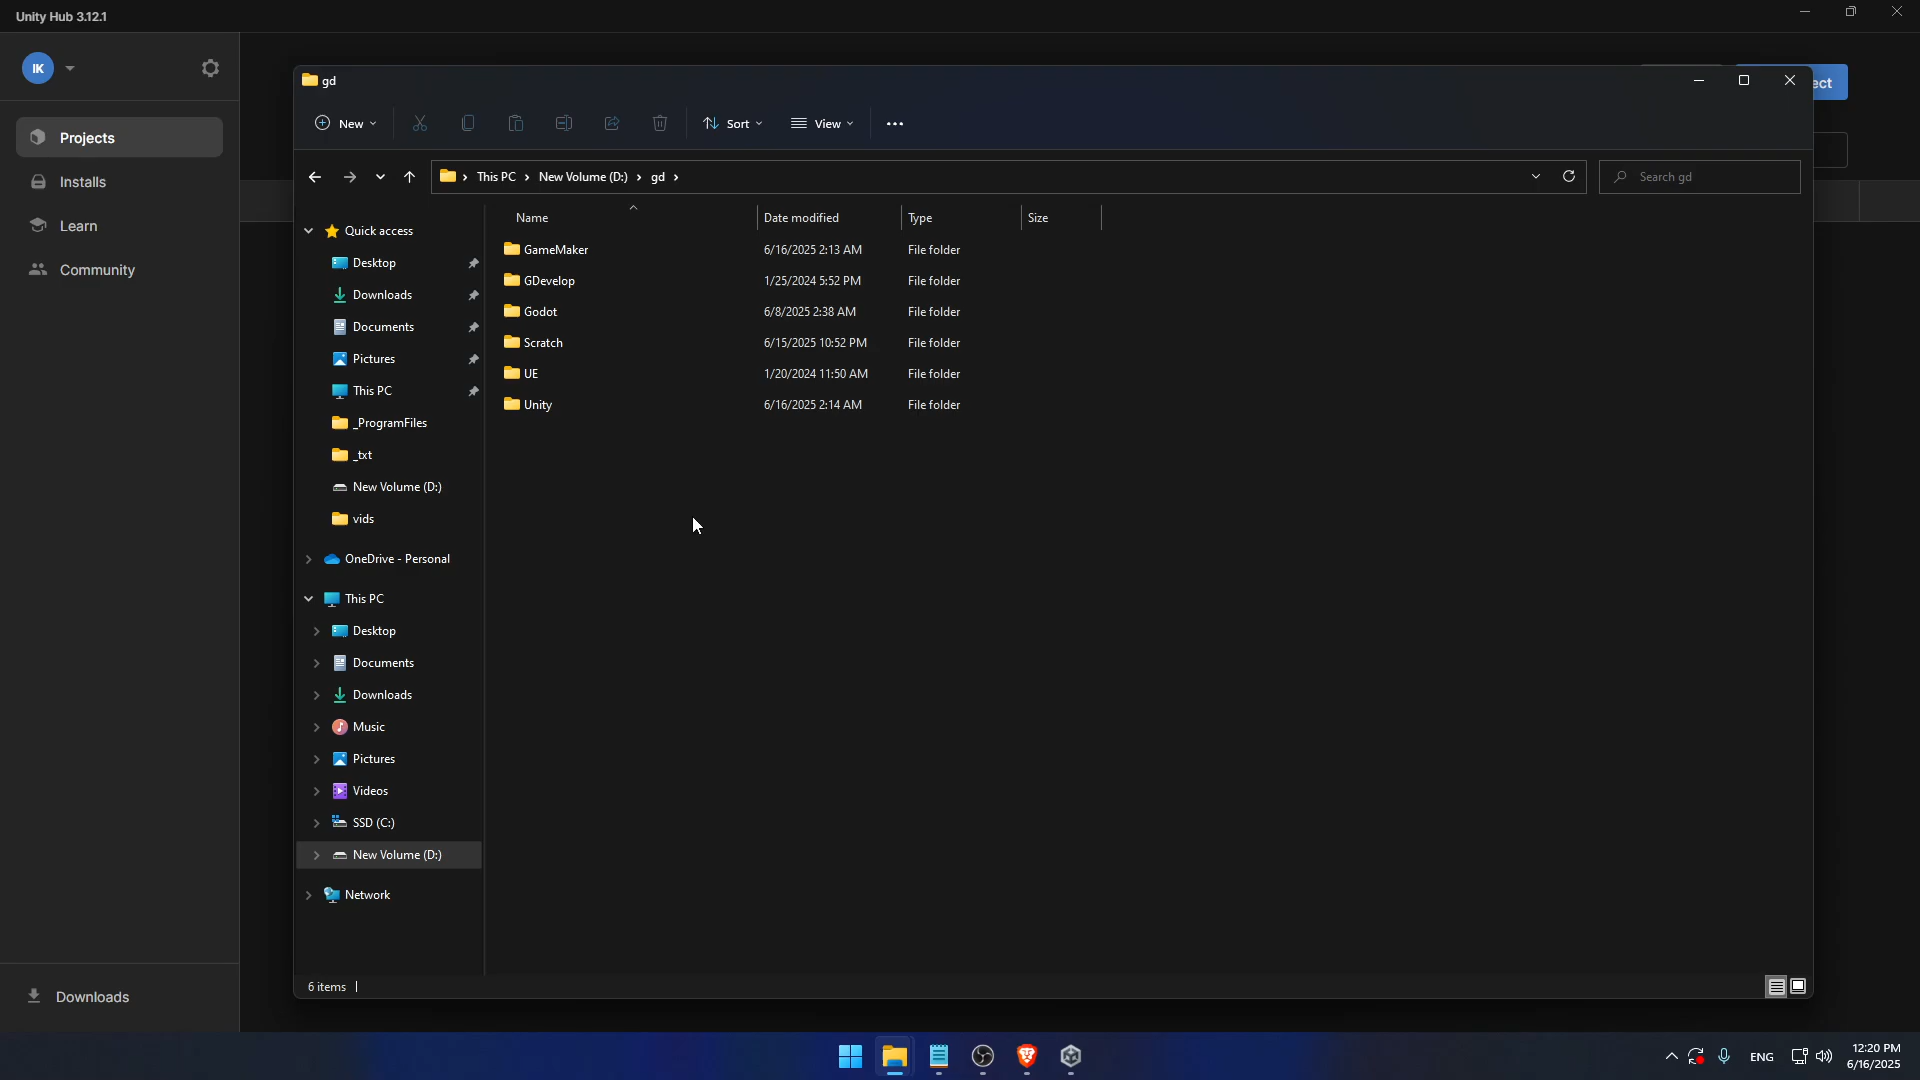 Unity Hub 3.12.1
IK
Projects
Installs
Learn
Community
Downloads
ect
gd
New
Sort
View
This PC > New Volume (D:) > gd >
Search gd
Quick access
Desktop
Downloads
Documents
Pictures
This PC
_ProgramFiles
_txt
New Volume (D:)
vids
OneDrive - Personal
This PC
Desktop
Documents
Downloads
Music
Pictures
Videos
SSD (C:)
New Volume (D:)
Network
Name Date modified Type Size
GameMaker 6/16/2025 2:13 AM File folder
GDevelop 1/25/2024 5:52 PM File folder
Godot 6/8/2025 2:38 AM File folder
Scratch 6/15/2025 10:52 PM File folder
UE 1/20/2024 11:50 AM File folder
Unity 6/16/2025 2:14 AM File folder
6 items
ENG
12:20 PM
6/16/2025